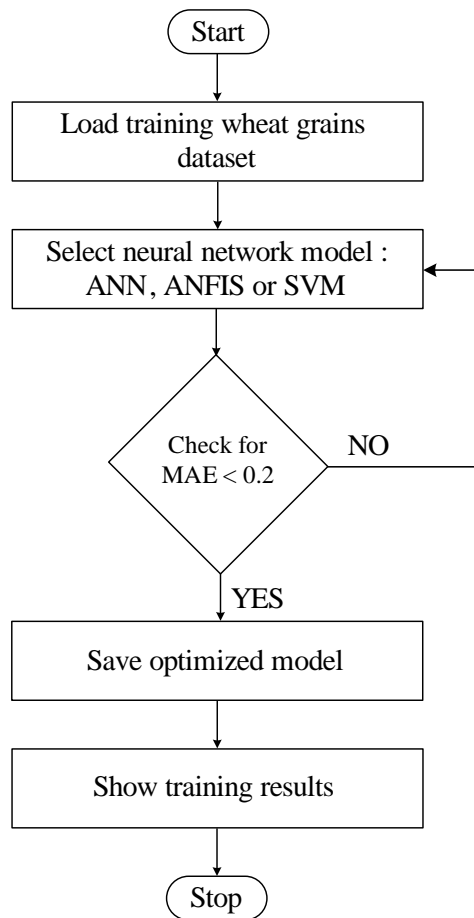 Start
Load training wheat grains
dataset
Select neural network model :
ANN, ANFIS or SVM
Check for
MAE < 0.2
NO
YES
Save optimized model
Show training results
Stop